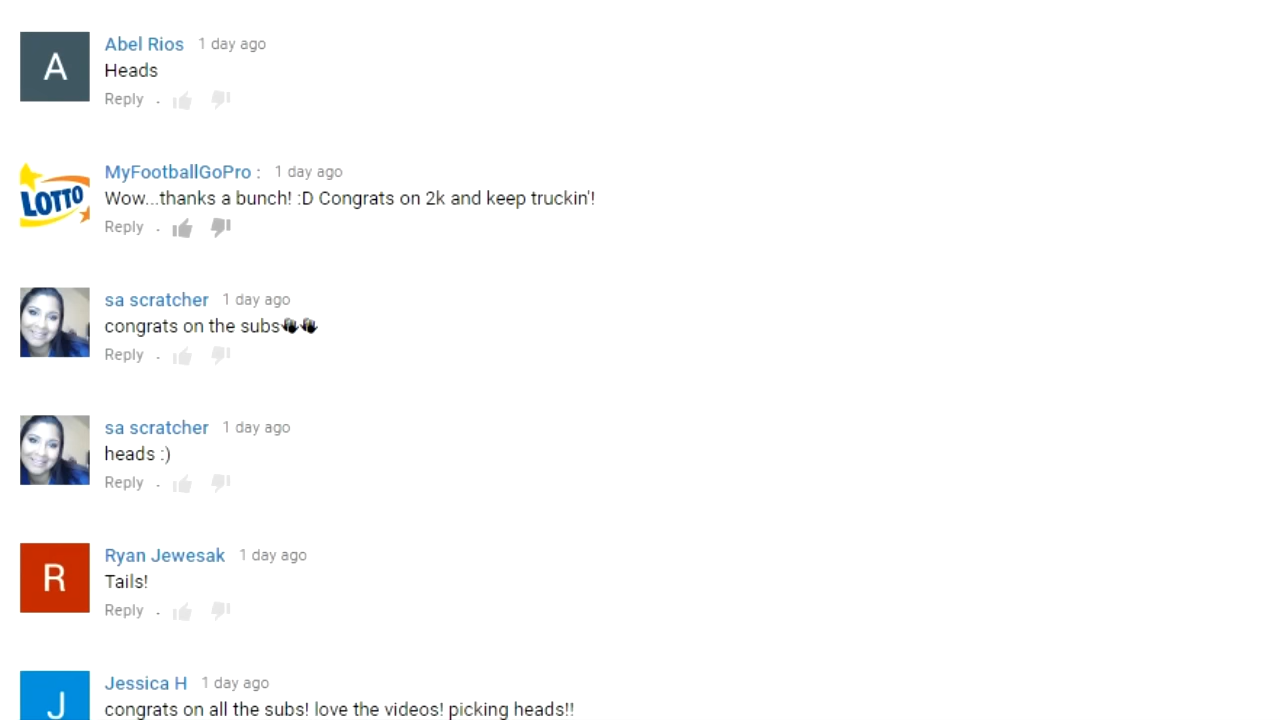 A
Abel Rios 1 day ago
Heads
Reply .
LOTTO
MyFootballGoPro : 1 day ago
Wow...thanks a bunch! :D Congrats on 2k and keep truckin'!
Reply .
sa scratcher 1 day ago
congrats on the subs👋👋
Reply .
sa scratcher 1 day ago
heads :)
Reply .
R
Ryan Jewesak 1 day ago
Tails!
Reply .
J
Jessica H 1 day ago
congrats on all the subs! love the videos! picking heads!!